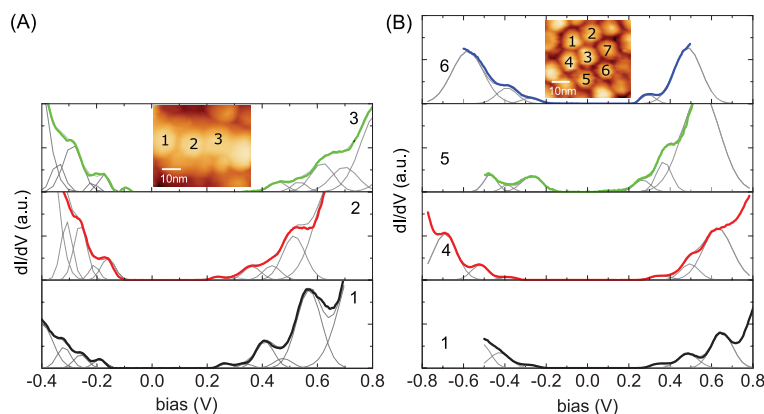 (A)
dI/dV (a.u.)
3
1 2 3
10nm
2
1
-0.4 -0.2 0.0 0.2 0.4 0.6 0.8
bias (V)
(B)
dI/dV (a.u.)
6
1 2
7
4 3
6
5
10nm
5
4
1
-0.8 -0.6 -0.4 -0.2 0.0 0.2 0.4 0.6 0.8
bias (V)